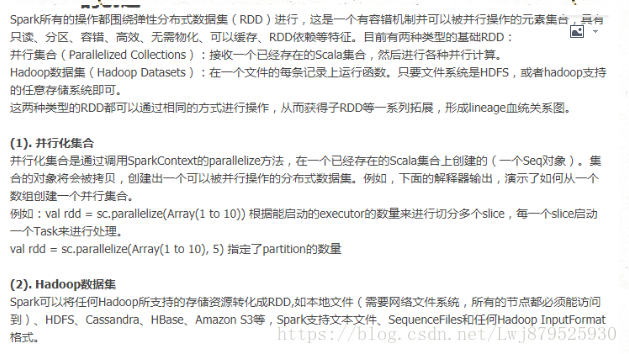 Spark所有的操作都围绕弹性分布式数据集（RDD）进行，这是一个有容错机制并可以被并行操作的元素集合，具有
只读、分区、容错、高效、无需物化、可以缓存、RDD依赖等特征。目前有两种类型的基础RDD：
并行集合（Parallelized Collections）：接收一个已经存在的Scala集合，然后进行各种并行计算。
Hadoop数据集（Hadoop Datasets）：在一个文件的每条记录上运行函数。只要文件系统是HDFS，或者hadoop支持
的任意存储系统即可。
这两种类型的RDD都可以通过相同的方式进行操作，从而获得子RDD等一系列拓展，形成lineage血统关系图。
(1). 并行化集合
并行化集合是通过调用SparkContext的parallelize方法，在一个已经存在的Scala集合上创建的（一个Seq对象）。集
合的对象将会被拷贝，创建出一个可以被并行操作的分布式数据集。例如，下面的解释器输出，演示了如何从一个
数组创建一个并行集合。
例如：val rdd = sc.parallelize(Array(1 to 10)) 根据能启动的executor的数量来进行切分多个slice，每一个slice启动
一个Task来进行处理。
val rdd = sc.parallelize(Array(1 to 10), 5) 指定了partition的数量
(2). Hadoop数据集
Spark可以将任何Hadoop所支持的存储资源转化成RDD,如本地文件（需要网络文件系统，所有的节点都必须能访问
到）、HDFS、Cassandra、HBase、Amazon S3等，Spark支持文本文件、SequenceFiles和任何Hadoop InputFormat
格式。
https://blog.csdn.net/Lwj879525930